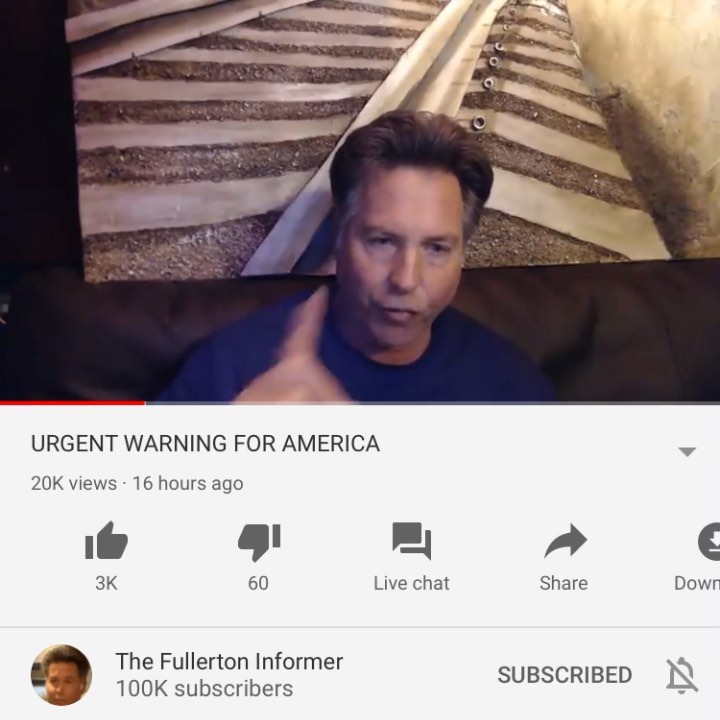 URGENT WARNING FOR AMERICA
20K views · 16 hours ago
3K
60
Live chat
Share
Down
The Fullerton Informer
100K subscribers
SUBSCRIBED